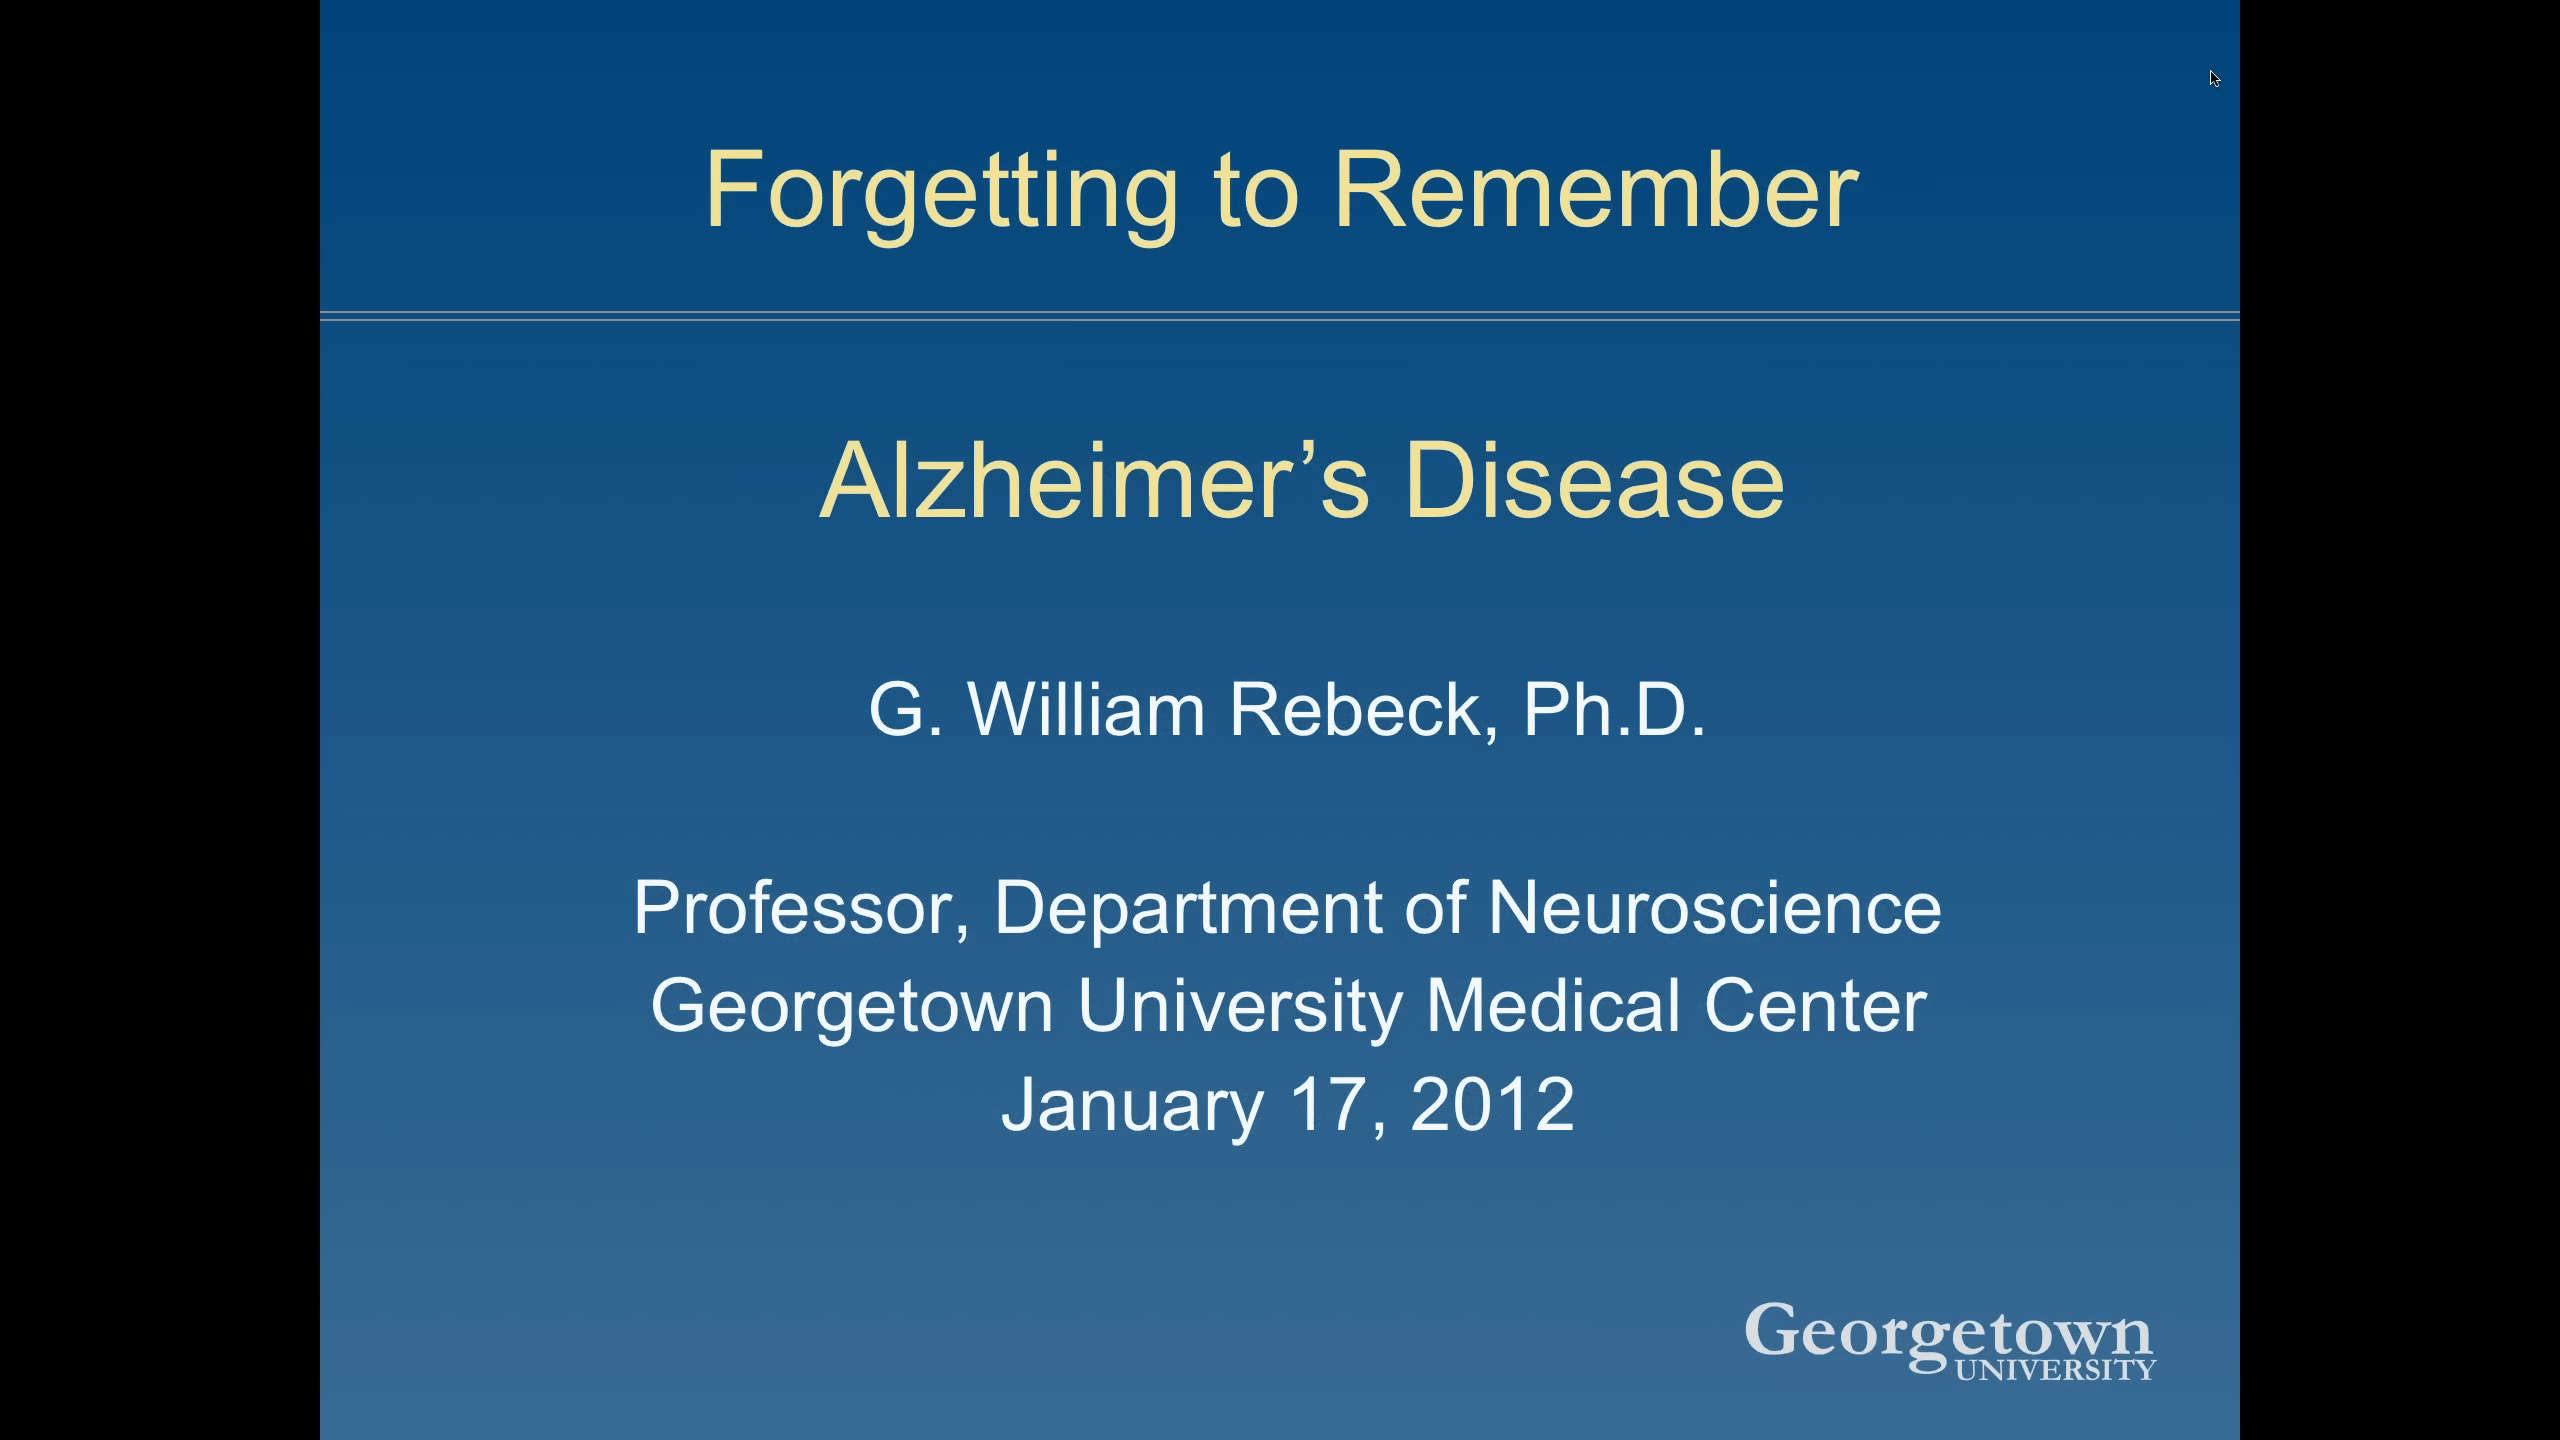 Forgetting to Remember
Alzheimer’s Disease
G. William Rebeck, Ph.D.
Professor, Department of Neuroscience
Georgetown University Medical Center
January 17, 2012
Georgetown
UNIVERSITY